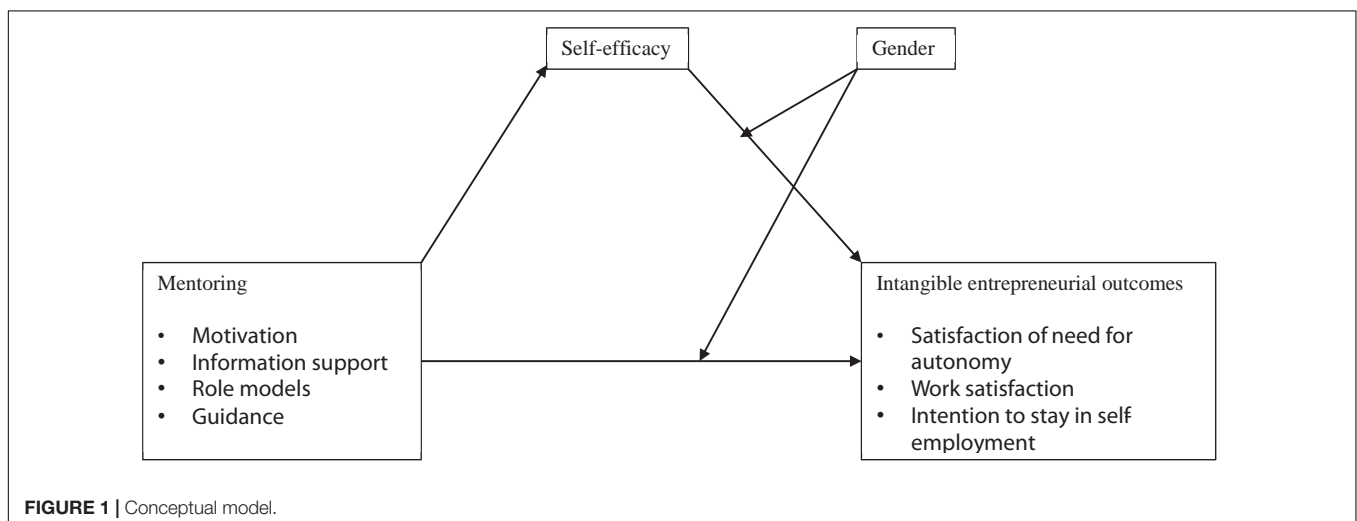 Self-efficacy
Gender
Mentoring
• Motivation
• Information support
• Role models
• Guidance
Intangible entrepreneurial outcomes
• Satisfaction of need for
autonomy
• Work satisfaction
• Intention to stay in self
employment
FIGURE 1 | Conceptual model.